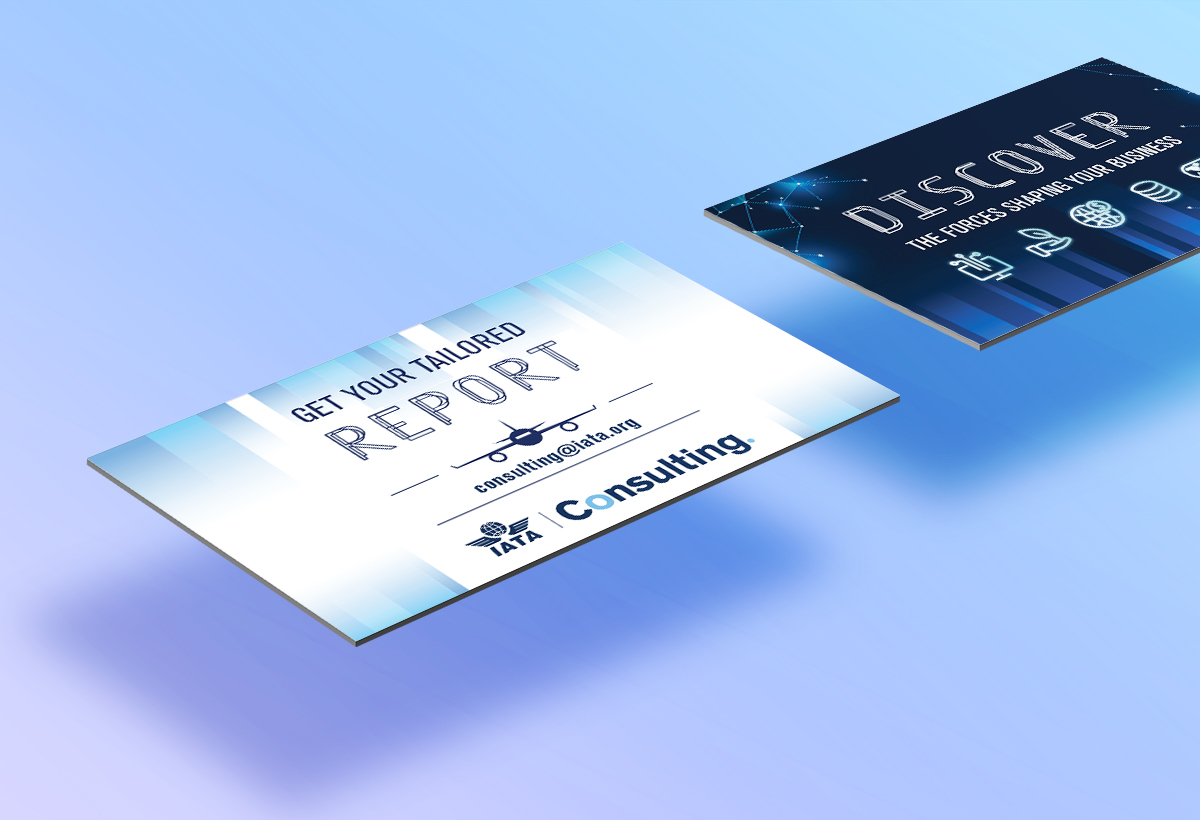 DISCOVER
THE FORCES SHAPING YOUR BUSINESS
GET YOUR TAILORED
REPORT
consulting@iata.org
IATA
Consulting.